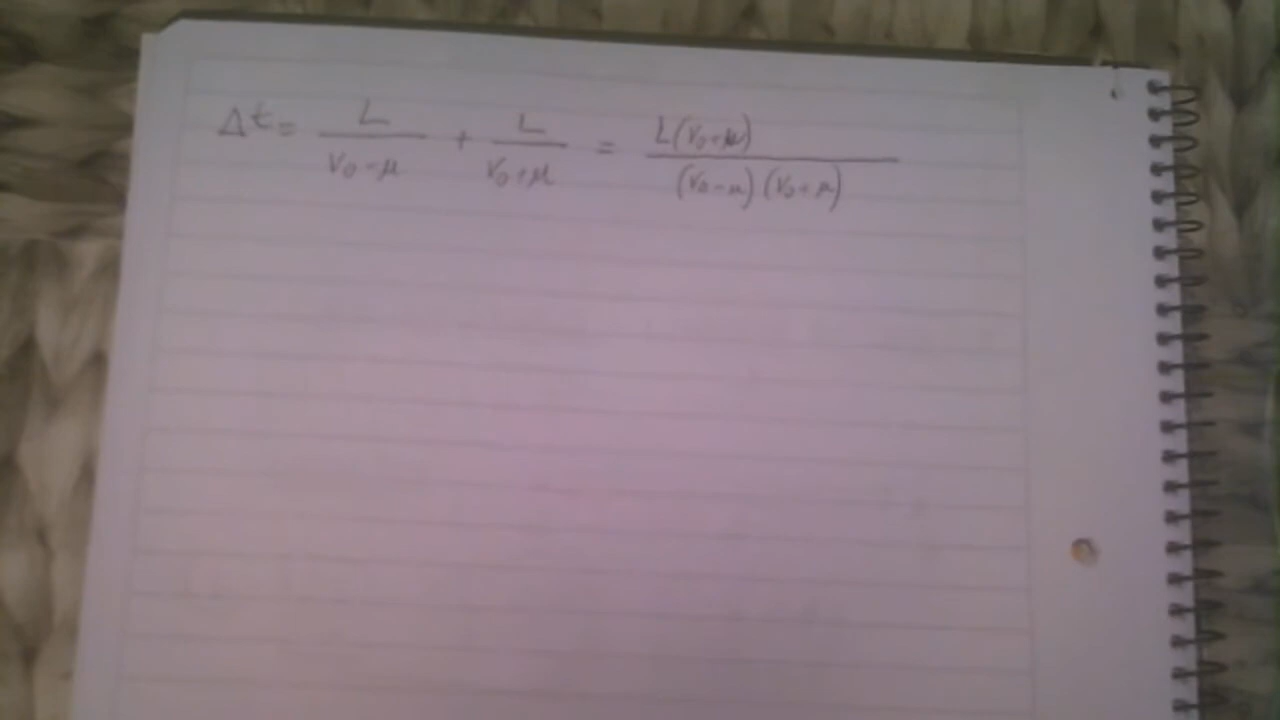 Δt = L/(v₀-μ) + L/(v₀+μ) = L(v₀+μ)/((v₀-μ)(v₀+μ))